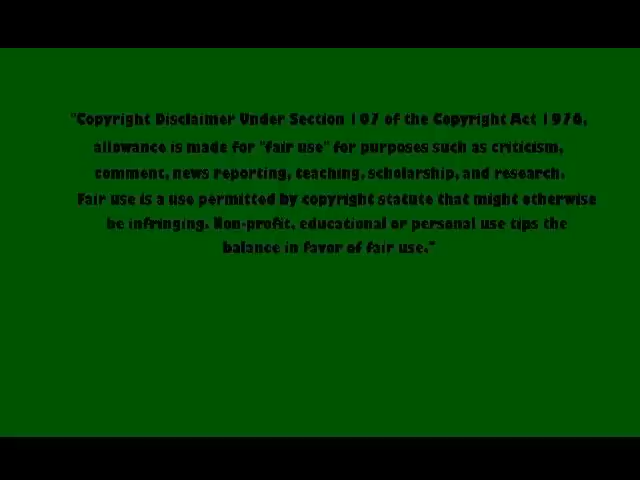 "Copyright Disclaimer Under Section 107 of the Copyright Act 1976,
allowance is made for "fair use" for purposes such as criticism,
comment, news reporting, teaching, scholarship, and research.
Fair use is a use permitted by copyright statute that might otherwise
be infringing. Non-profit, educational or personal use tips the
balance in favor of fair use."